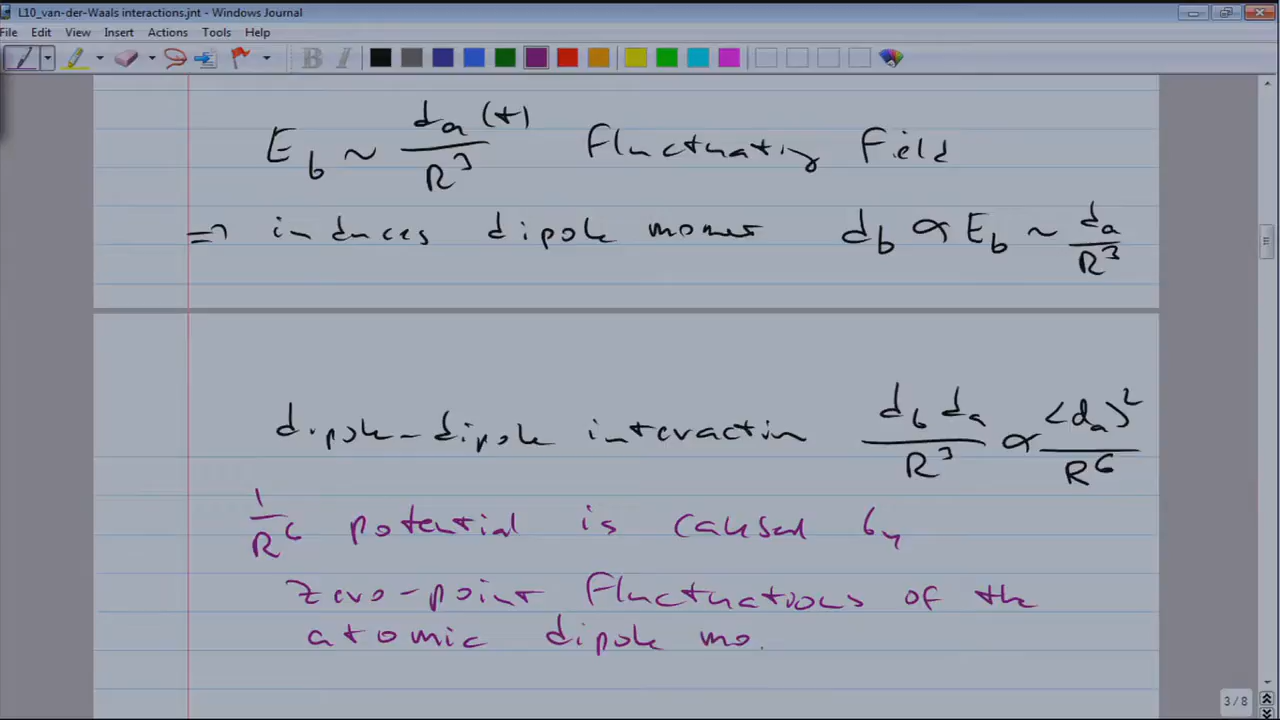 L10_van-der-Waals interactions.jnt - Windows Journal
File Edit View Insert Actions Tools Help
B I
E_b ~ d_a(t)/R^3 Fluctuating Field
⇒ induces dipole moment d_b ∝ E_b ~ d_a/R^3
dipole-dipole interaction d_b d_a/R^3 ∝ <d_a>^2/R^6
1/R^6 potential is caused by
zero-point Fluctuations of the
atomic dipole mo
3 / 8